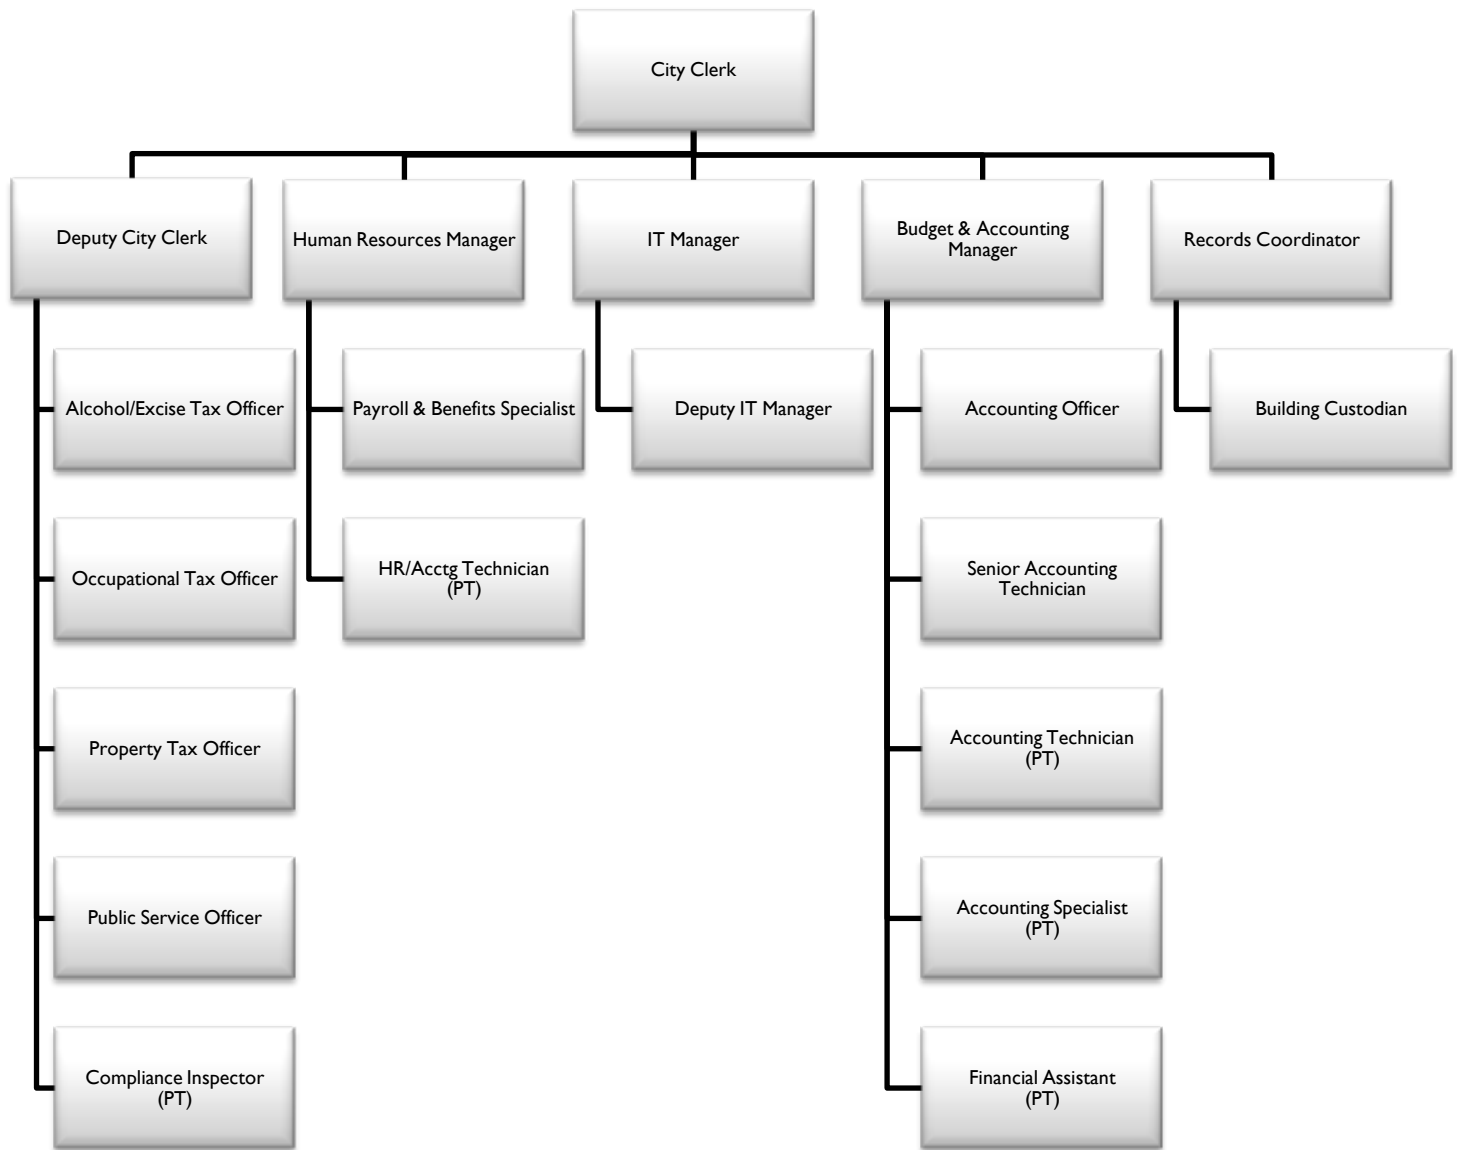 City Clerk
Deputy City Clerk
Human Resources Manager
IT Manager
Budget & Accounting
Manager
Records Coordinator
Alcohol/Excise Tax Officer
Payroll & Benefits Specialist
Deputy IT Manager
Accounting Officer
Building Custodian
Occupational Tax Officer
HR/Acctg Technician
(PT)
Senior Accounting
Technician
Property Tax Officer
Accounting Technician
(PT)
Public Service Officer
Accounting Specialist
(PT)
Compliance Inspector
(PT)
Financial Assistant
(PT)